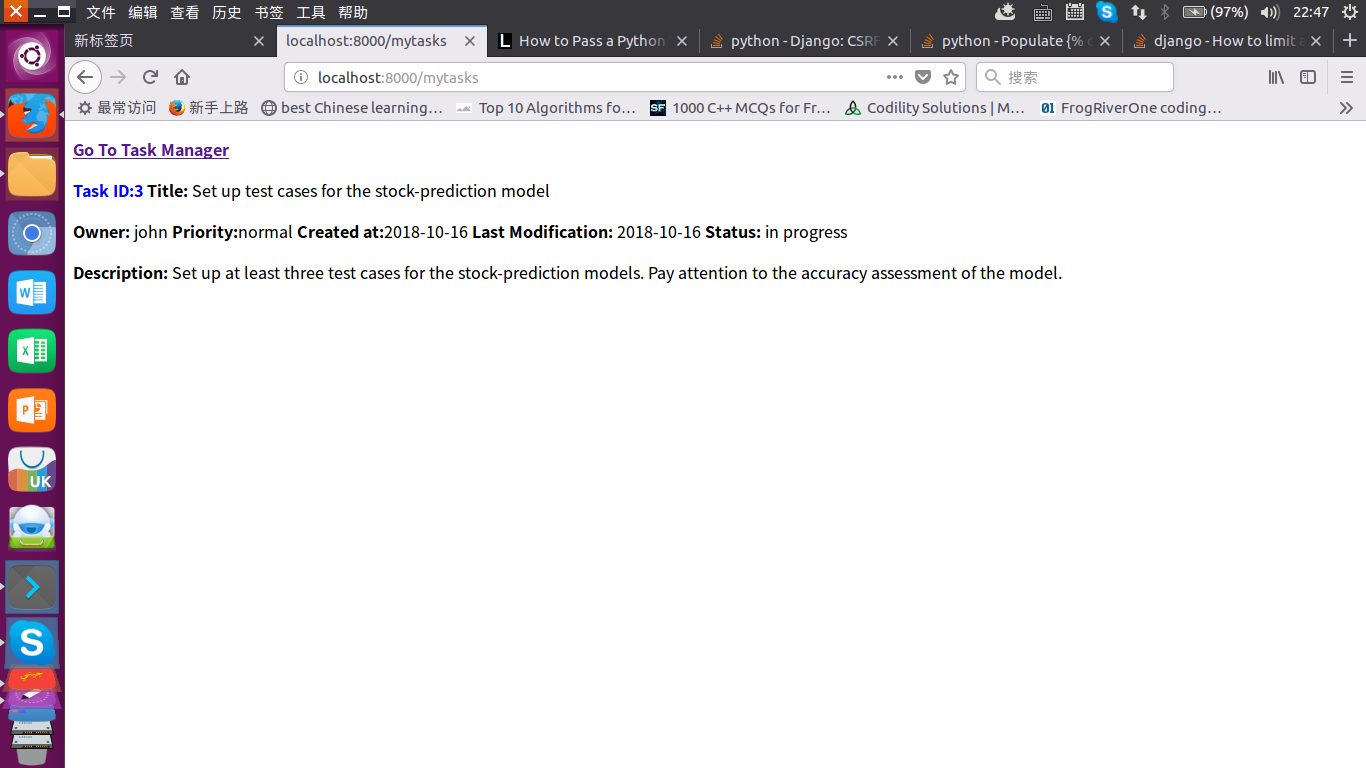 文件 编辑 查看 历史 书签 工具 帮助 (97%) 22:47
新标签页 localhost:8000/mytasks How to Pass a Python python - Django: CSRF python - Populate {% django - How to limit
localhost:8000/mytasks 搜索
最常访问 新手上路 best Chinese learning… Top 10 Algorithms fo… SF 1000 C++ MCQs for Fr… Codility Solutions | M… 01 FrogRiverOne coding…
Go To Task Manager
Task ID:3 Title: Set up test cases for the stock-prediction model
Owner: john Priority:normal Created at:2018-10-16 Last Modification: 2018-10-16 Status: in progress
Description: Set up at least three test cases for the stock-prediction models. Pay attention to the accuracy assessment of the model.
W
X
P
UK
S